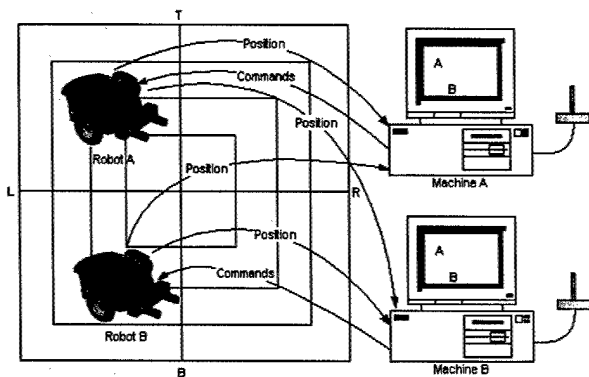 T
Position
A
B
Commands
Position
Robot A
Position
Machine A
L
R
Position
A
B
Commands
Robot B
Machine B
B